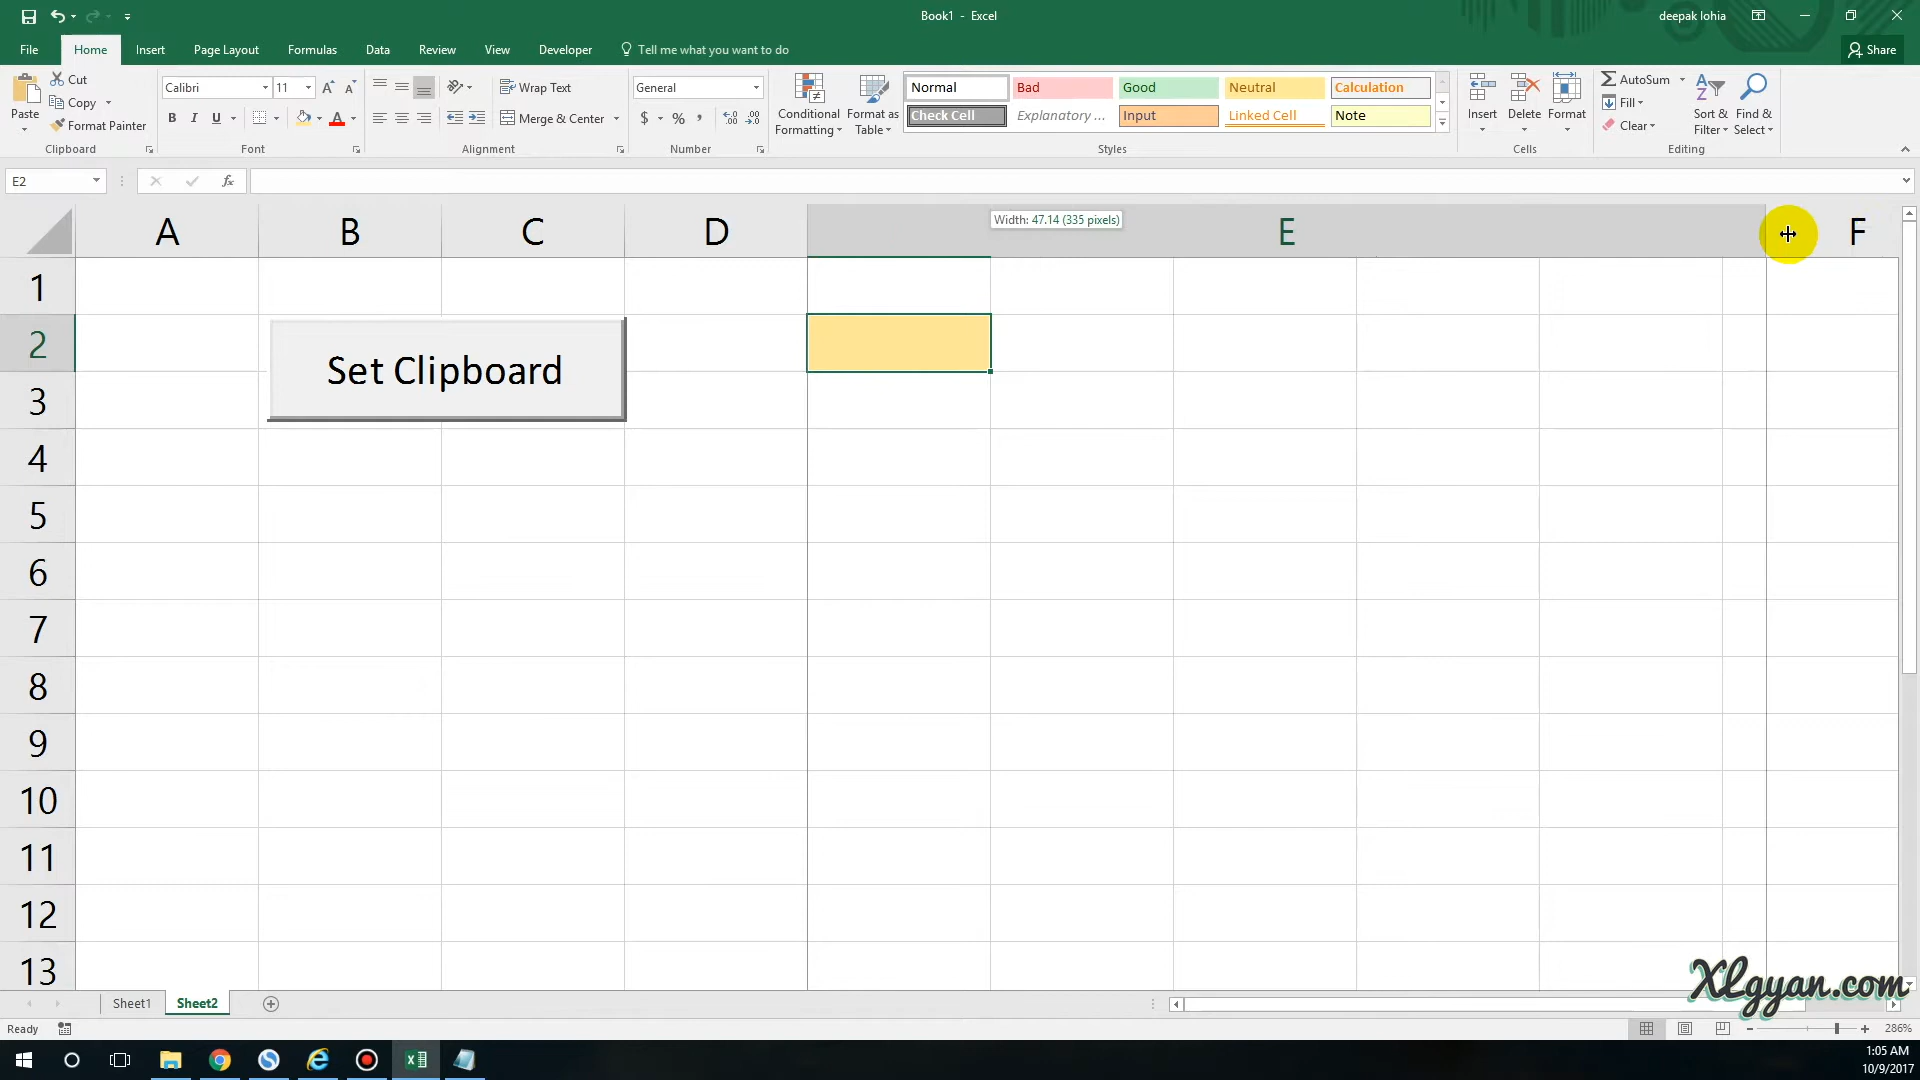 Book1 - Excel
deepak lohia
File Home Insert Page Layout Formulas Data Review View Developer Tell me what you want to do Share
Paste
Cut
Copy
Format Painter
Clipboard
Calibri 11 A A
B I U A
Font
Wrap Text
Merge & Center
Alignment
General
$ % , .0 .00
Number
Conditional Formatting
Format as Table
Normal Bad Good Neutral Calculation
Check Cell Explanatory ... Input Linked Cell Note
Styles
Insert Delete Format
Cells
AutoSum
Fill
Clear
Sort & Filter
Find & Select
Editing
E2 fx
Width: 47.14 (335 pixels)
A B C D E F
1
2
Set Clipboard
3
4
5
6
7
8
9
10
11
12
13
XLgyan.com
Sheet1 Sheet2
Ready
286%
1:05 AM
10/9/2017